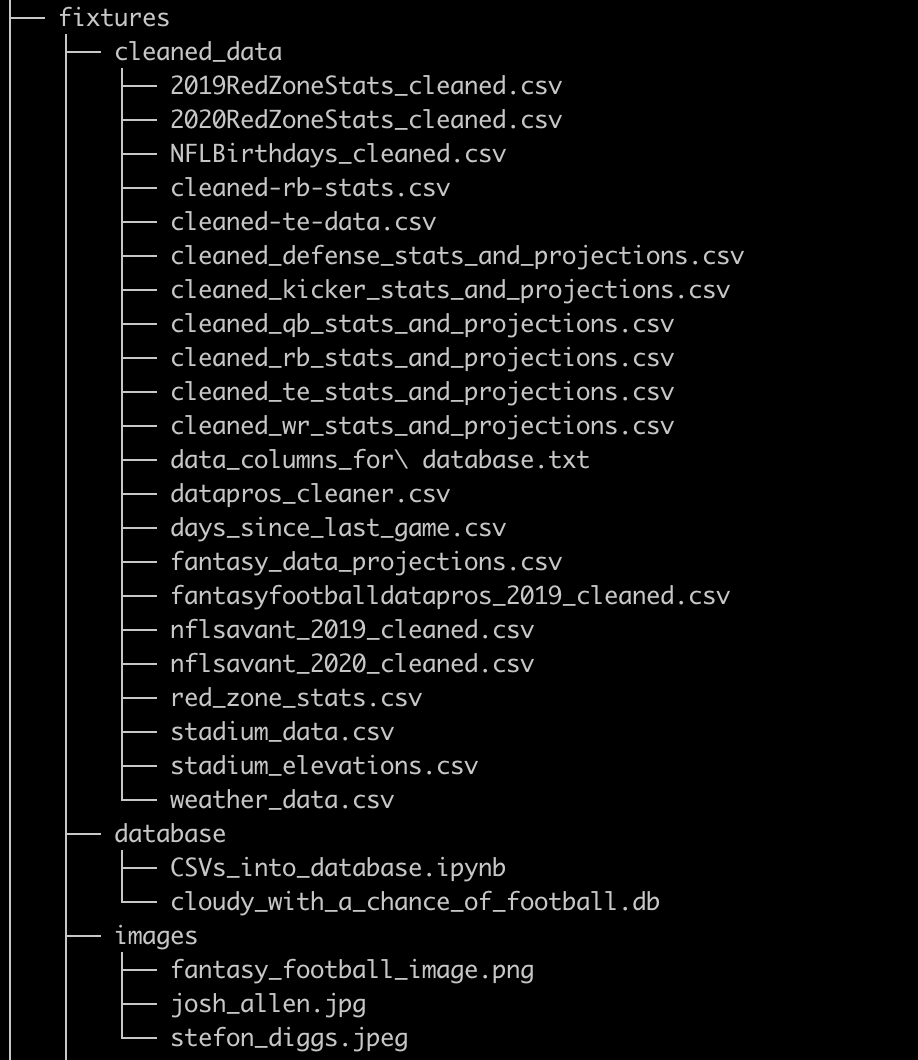 fixtures
cleaned_data
2019RedZoneStats_cleaned.csv
2020RedZoneStats_cleaned.csv
NFLBirthdays_cleaned.csv
cleaned-rb-stats.csv
cleaned-te-data.csv
cleaned_defense_stats_and_projections.csv
cleaned_kicker_stats_and_projections.csv
cleaned_qb_stats_and_projections.csv
cleaned_rb_stats_and_projections.csv
cleaned_te_stats_and_projections.csv
cleaned_wr_stats_and_projections.csv
data_columns_for\ database.txt
datapros_cleaner.csv
days_since_last_game.csv
fantasy_data_projections.csv
fantasyfootballdatapros_2019_cleaned.csv
nflsavant_2019_cleaned.csv
nflsavant_2020_cleaned.csv
red_zone_stats.csv
stadium_data.csv
stadium_elevations.csv
weather_data.csv
database
CSVs_into_database.ipynb
cloudy_with_a_chance_of_football.db
images
fantasy_football_image.png
josh_allen.jpg
stefon_diggs.jpeg